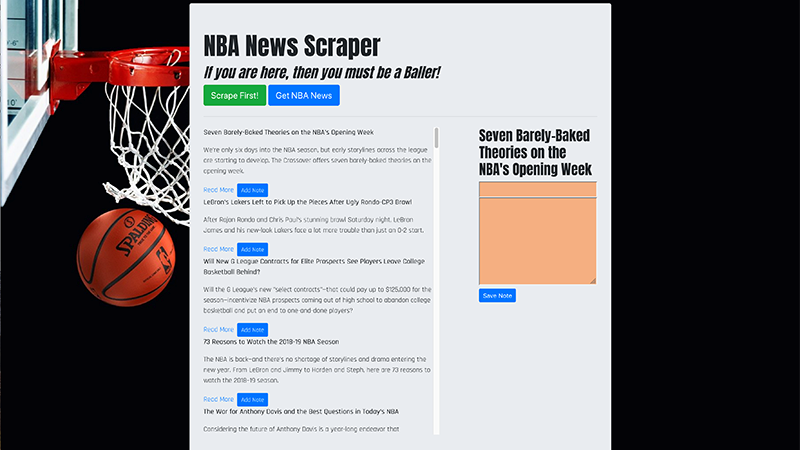 NBA News Scraper
If you are here, then you must be a Baller!
Scrape First! Get NBA News
Seven Barely-Baked Theories on the NBA's Opening Week
We're only six days into the NBA season, but early storylines across the league
are starting to develop. The Crossover offers seven barely-baked theories on the
opening week.
Read More Add Note
LeBron's Lakers Left to Pick Up the Pieces After Ugly Rondo-CP3 Brawl
After Rajon Rondo and Chris Paul's stunning brawl Saturday night, LeBron
James and his new-look Lakers face a lot more trouble than just an 0-2 start.
Read More Add Note
Will New G League Contracts for Elite Prospects See Players Leave College
Basketball Behind?
Will the G League's new "select contracts"—that could pay up to $125,000 for the
season—incentivize NBA prospects coming out of high school to abandon college
basketball and put an end to one and done players?
Read More Add Note
73 Reasons to Watch the 2018-19 NBA Season
The NBA is back—and there's no shortage of storylines and drama entering the
new year. From LeBron and Jimmy to Harden and Steph, here are 73 reasons to
watch the 2018-19 season.
Read More Add Note
The War for Anthony Davis and the Best Questions in Today's NBA
Considering the future of Anthony Davis is a year-long endeavor that
Seven Barely-Baked
Theories on the
NBA's Opening Week
Save Note
SPALDING